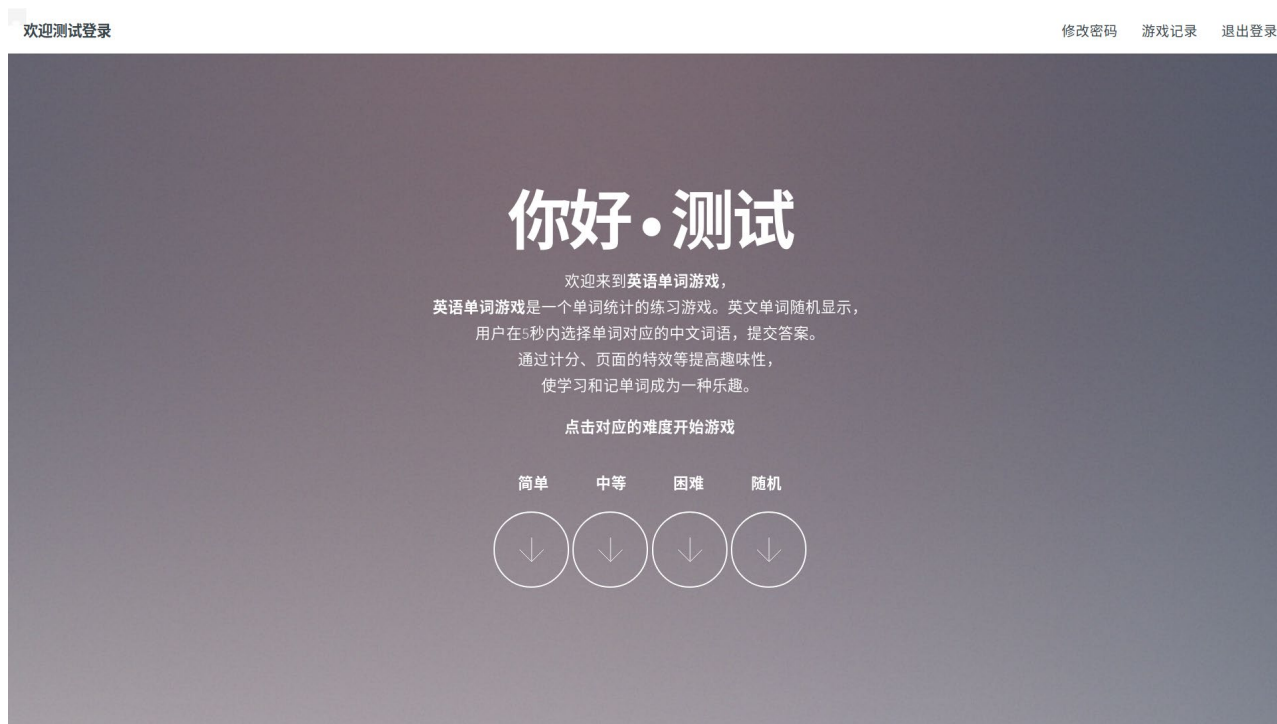 欢迎测试登录
修改密码 游戏记录 退出登录
你好•测试
欢迎来到英语单词游戏，
英语单词游戏是一个单词统计的练习游戏。英文单词随机显示，
用户在5秒内选择单词对应的中文词语，提交答案。
通过计分、页面的特效等提高趣味性，
使学习和记单词成为一种乐趣。
点击对应的难度开始游戏
简单 中等 困难 随机